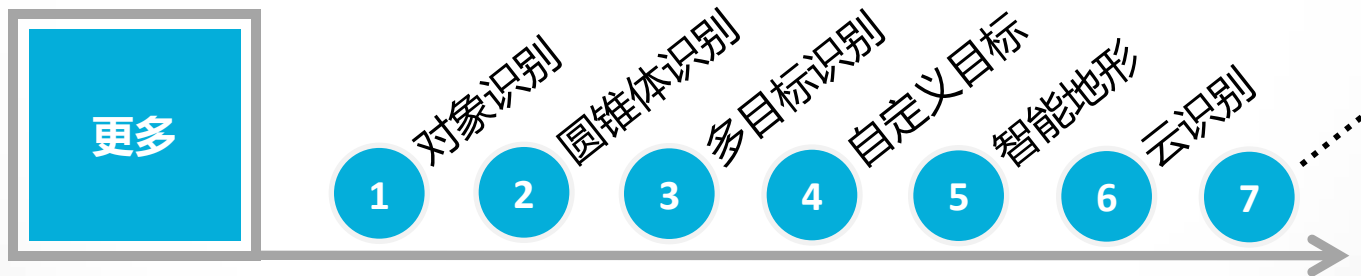 更多
1
对象识别
2
圆锥体识别
3
多目标识别
4
自定义目标
5
智能地形
6
云识别
7
......